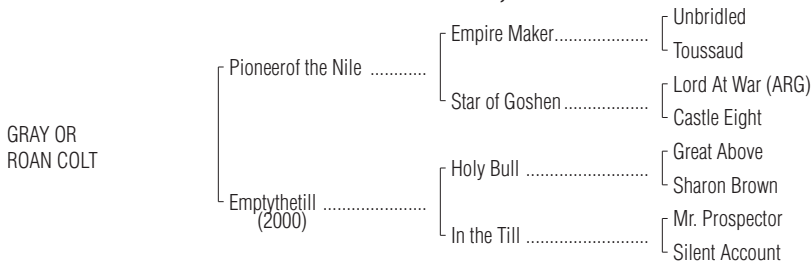 GRAY OR
ROAN COLT
Pioneerof the Nile ............
Emptythetill ......................
(2000)
Empire Maker....................
Star of Goshen ..................
Holy Bull ..........................
In the Till ..........................
Unbridled
Toussaud
Lord At War (ARG)
Castle Eight
Great Above
Sharon Brown
Mr. Prospector
Silent Account